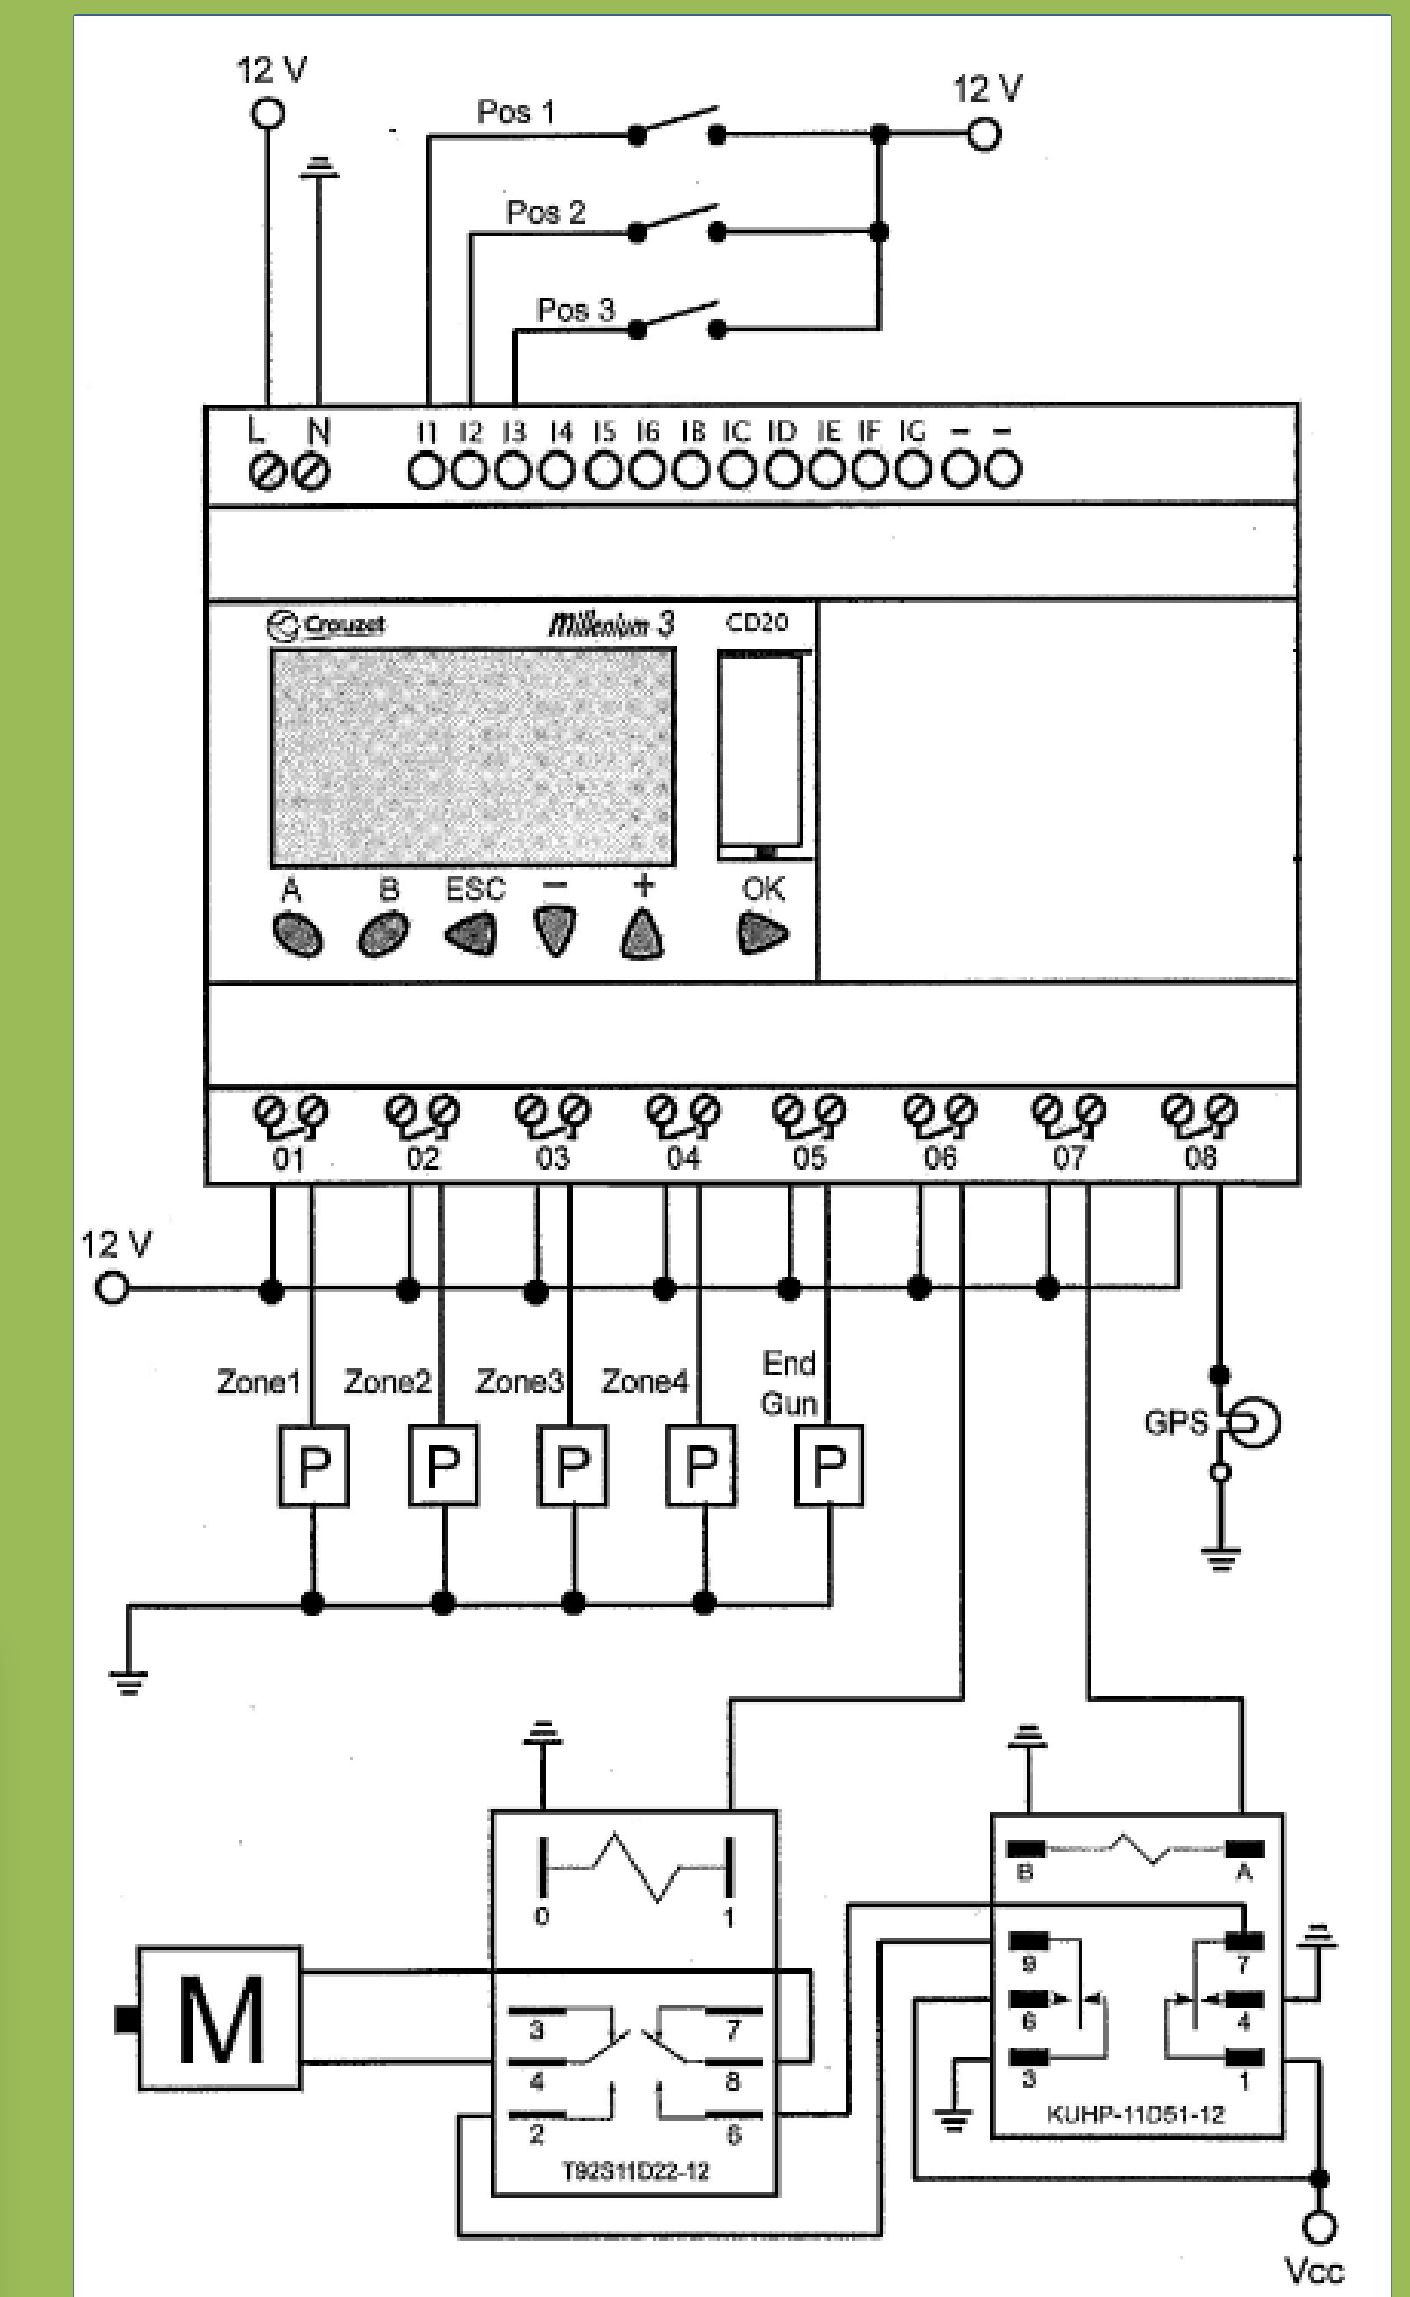 12 V
12 V
Pos 1
Pos 2
Pos 3
L N I1 I2 I3 I4 I5 I6 IB IC ID IE IF IG – –
Crouzet millenium 3 CD20
A B ESC – + OK
01 02 03 04 05 06 07 08
12 V
Zone1 Zone2 Zone3 Zone4 End Gun
GPS
P P P P P
0 1
B A
M
3 7
4 8
2 6
T92S11D22-12
9 7
6 4
3 1
KUHP-11D51-12
Vcc